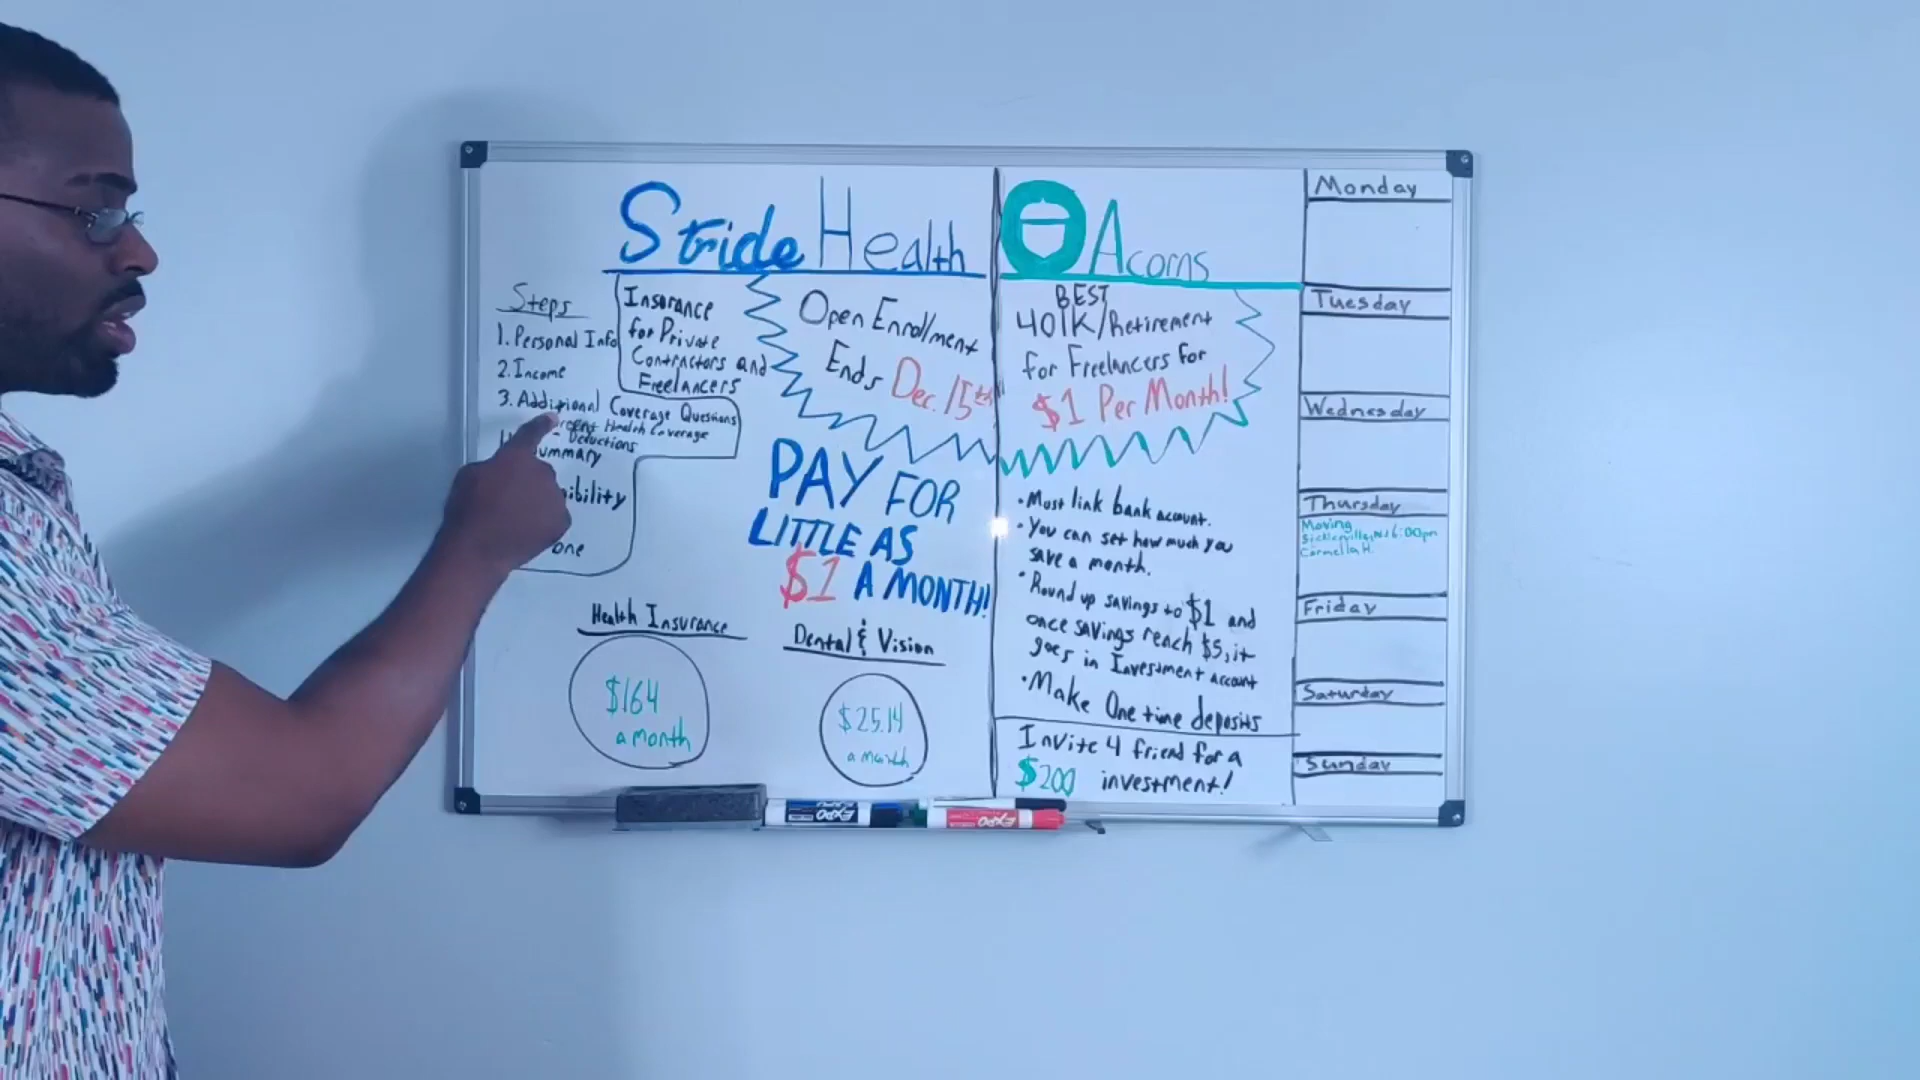 Stride Health
Steps
1. Personal Info
2. Income
3. Additional Coverage Questions
Health Coverage
- Deductions
Summary
Insurance
for Private
Contractors and
Freelancers
Open Enrollment
Ends Dec. 15th
PAY FOR
LITTLE AS
$1 A MONTH!
Health Insurance
$164
a month
Dental & Vision
$25.14
a month
Acorns
BEST
401K/Retirement
for Freelancers for
$1 Per Month!
• Must link bank account.
• You can set how much you
save a month.
• Round up savings to $1 and
once savings reach $5, it
goes in Investment account
• Make One time deposits
Invite 4 friend for a
$200 investment!
Monday
Tuesday
Wednesday
Thursday
Moving
Sicklerville, NJ 6:00pm
Carmella H.
Friday
Saturday
Sunday
EXPO
EXPO